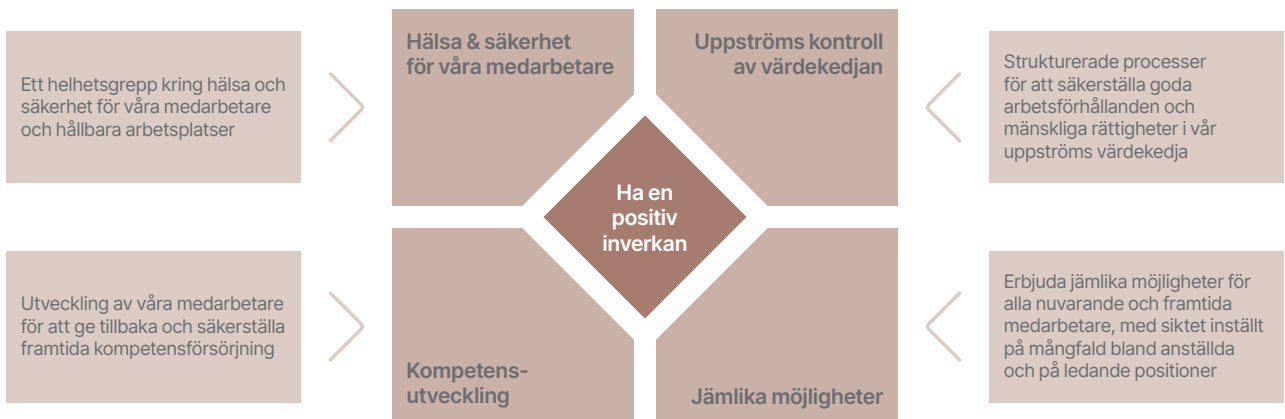 Ett helhetsgrepp kring hälsa och
säkerhet för våra medarbetare
och hållbara arbetsplatser
Hälsa & säkerhet
för våra medarbetare
Uppströms kontroll
av värdekedjan
Strukturerade processer
för att säkerställa goda
arbetsförhållanden och
mänskliga rättigheter i vår
uppströms värdekedja
Ha en
positiv
inverkan
Utveckling av våra medarbetare
för att ge tillbaka och säkerställa
framtida kompetensförsörjning
Kompetens-
utveckling
Jämlika möjligheter
Erbjuda jämlika möjligheter för
alla nuvarande och framtida
medarbetare, med siktet inställt
på mångfald bland anställda
och på ledande positioner